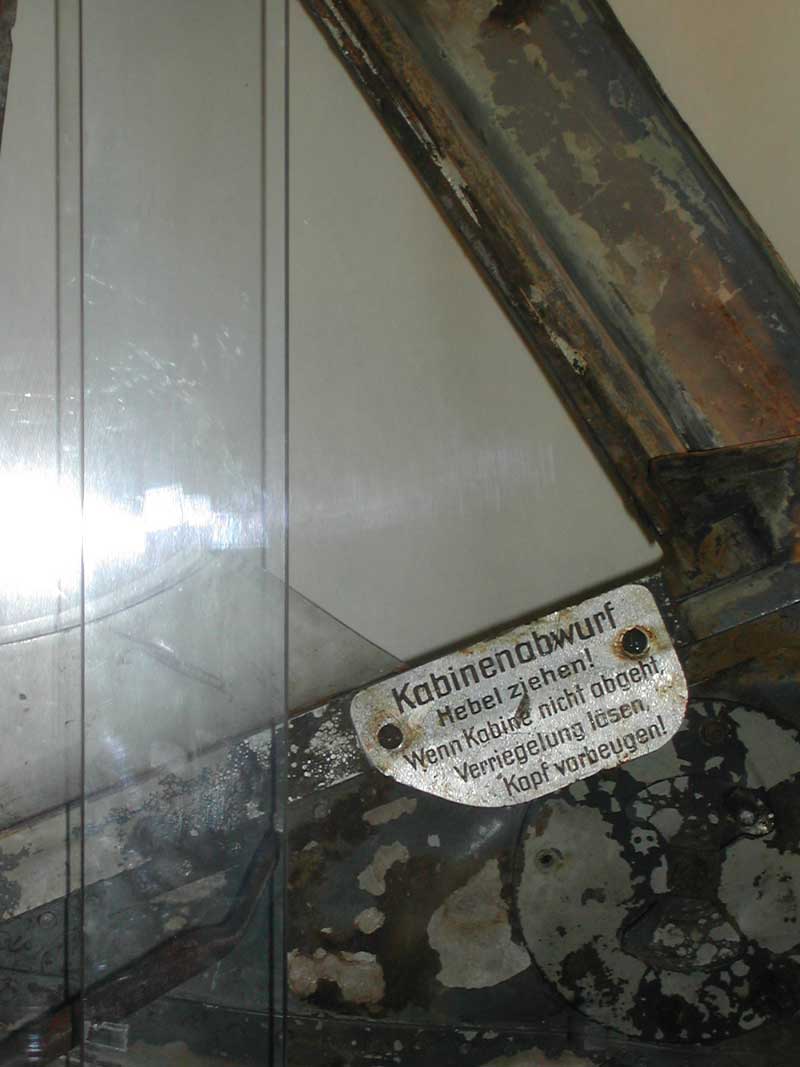 Kabinenabwurf
Hebel ziehen!
Wenn Kabine nicht abgeht,
Verriegelung lösen,
Kopf vorbeugen!